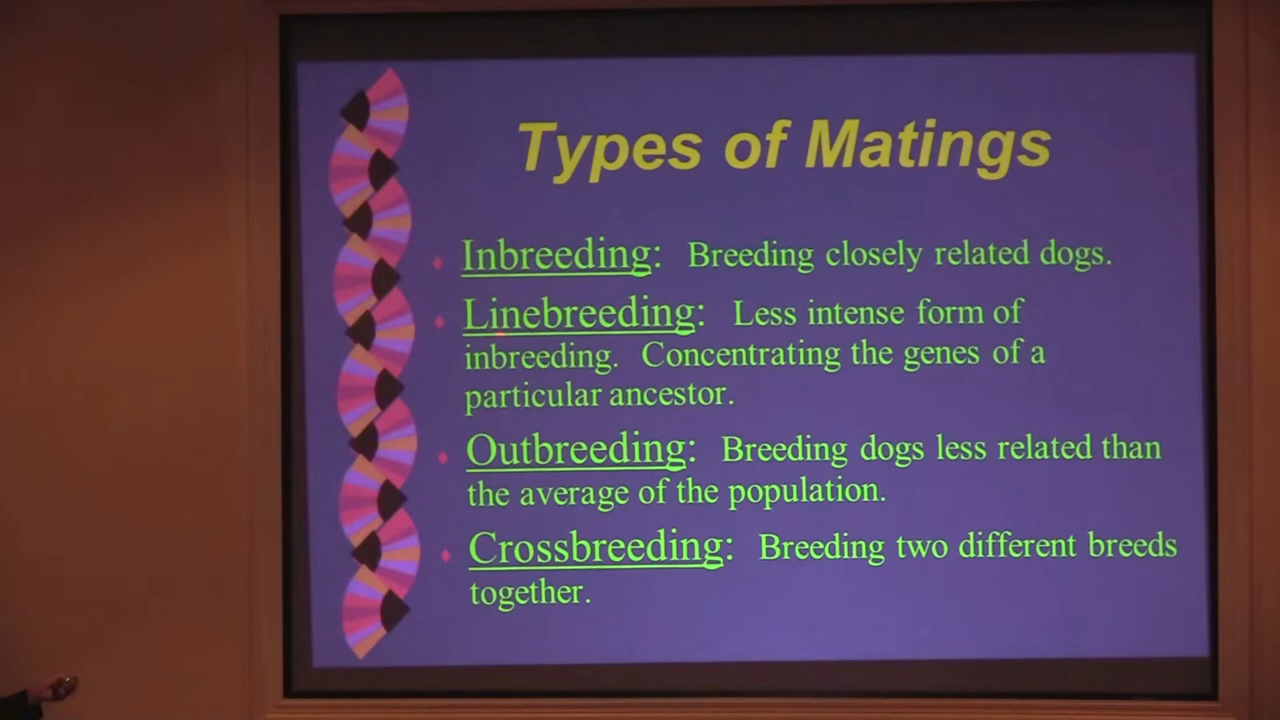 Types of Matings
Inbreeding: Breeding closely related dogs.
Linebreeding: Less intense form of
inbreeding. Concentrating the genes of a
particular ancestor.
Outbreeding: Breeding dogs less related than
the average of the population.
Crossbreeding: Breeding two different breeds
together.